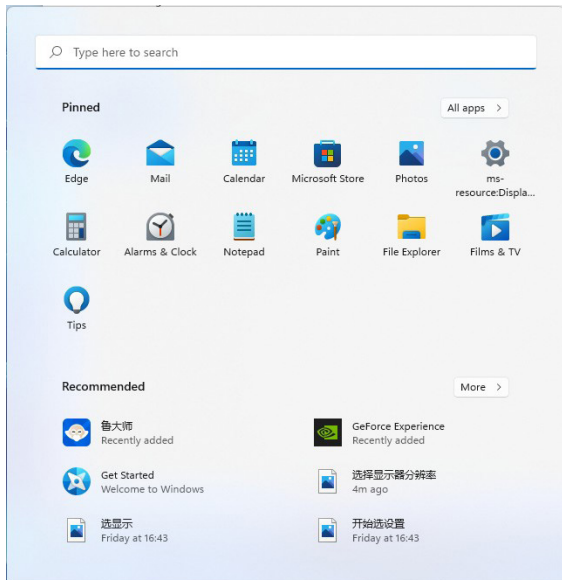 Type here to search
Pinned
All apps >
Edge
Mail
Calendar
Microsoft Store
Photos
ms-resource:Displa...
Calculator
Alarms & Clock
Notepad
Paint
File Explorer
Films & TV
Tips
Recommended
More >
鲁大师
Recently added
GeForce Experience
Recently added
Get Started
Welcome to Windows
选择显示器分辨率
4m ago
选显示
Friday at 16:43
开始选设置
Friday at 16:43